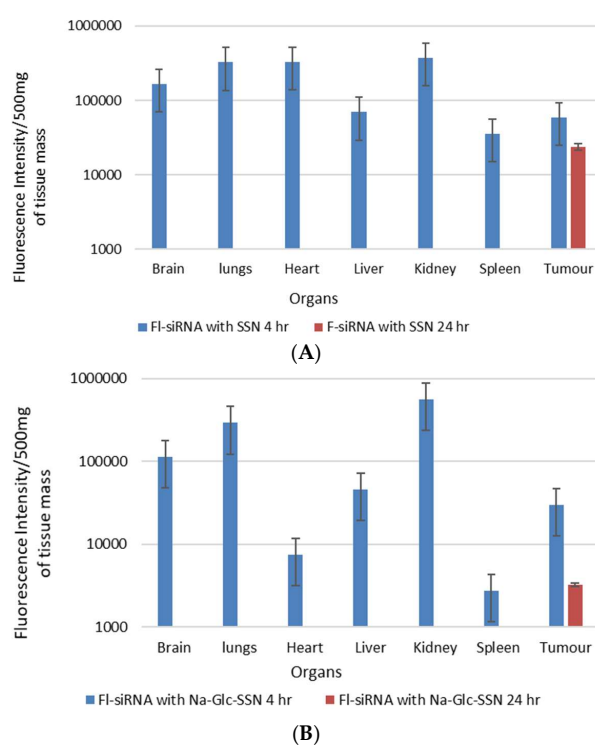 1000000
100000
10000
1000
Fluorescence Intensity/500mg
of tissue mass
Brain lungs Heart Liver Kidney Spleen Tumour
Organs
Fl-siRNA with SSN 4 hr F-siRNA with SSN 24 hr
(A)
1000000
100000
10000
1000
Fluorescence Intensity/500mg
of tissue mass
Brain lungs Heart Liver Kidney Spleen Tumour
Organs
Fl-siRNA with Na-Glc-SSN 4 hr Fl-siRNA with Na-Glc-SSN 24 hr
(B)